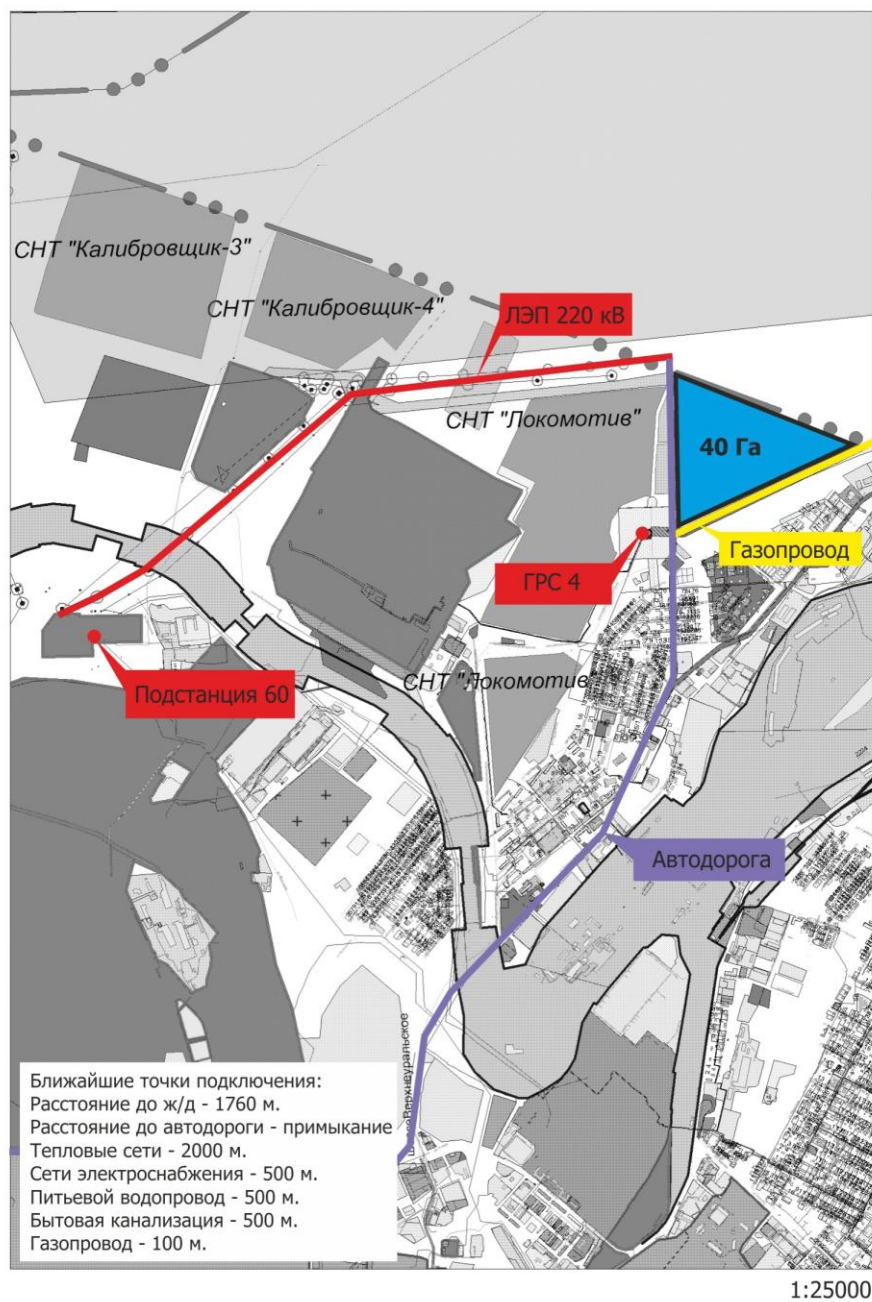 СНТ "Калибровщик-3"
СНТ "Калибровщик-4"
ЛЭП 220 кВ
СНТ "Локомотив"
40 Га
Газопровод
ГРС 4
СНТ "Локомотив"
Подстанция 60
Автодорога
Верхнеуральское
Ближайшие точки подключения:
Расстояние до ж/д - 1760 м.
Расстояние до автодороги - примыкание
Тепловые сети - 2000 м.
Сети электроснабжения - 500 м.
Питьевой водопровод - 500 м.
Бытовая канализация - 500 м.
Газопровод - 100 м.
1:25000